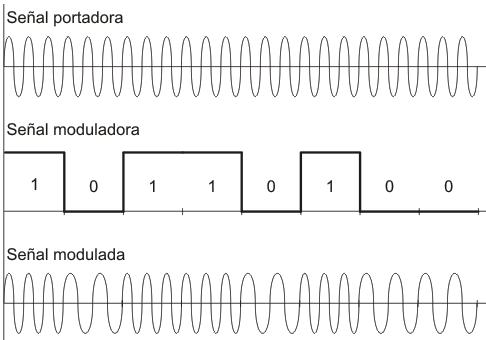 Señal portadora
Señal moduladora
1 0 1 1 0 1 0 0
Señal modulada